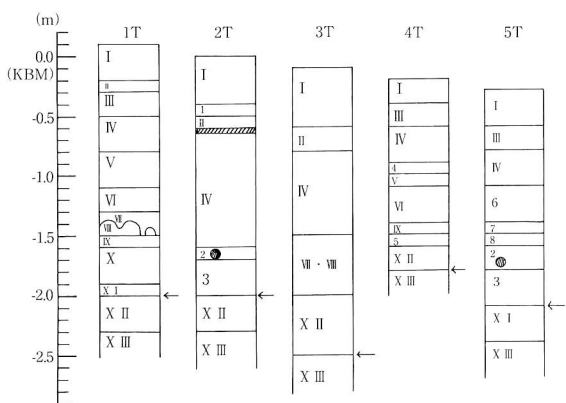 (m)
1T 2T 3T 4T 5T
0.0
(KBM)
-0.5
-1.0
-1.5
-2.0
-2.5
I
II
III
IV
V
VI
VII
VIII
IX
X
X I
X II
X III
I
1
II
IV
2
3
X II
X III
I
II
IV
VII・VIII
X II
X III
I
III
IV
4
V
VI
IX
5
X II
X III
I
III
IV
6
7
8
2
3
X I
X III